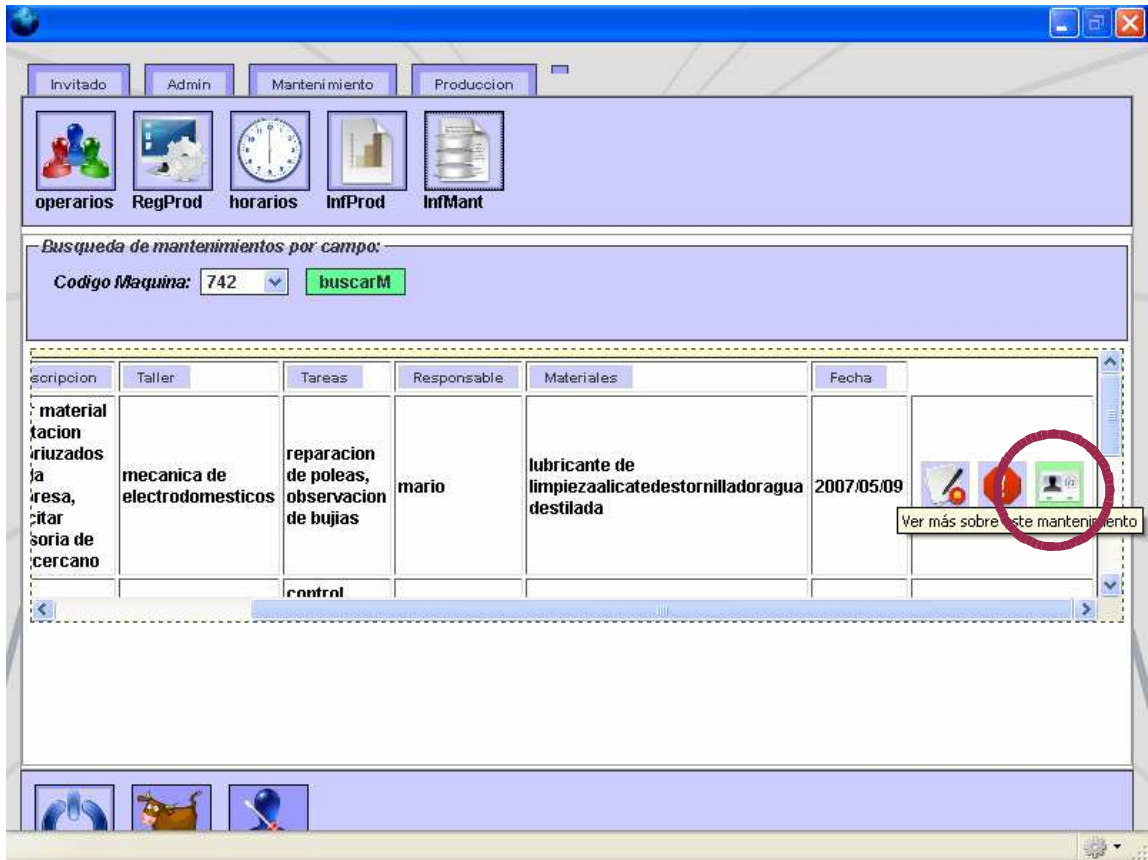 Invitado
Admin
Mantenimiento
Produccion
operarios
RegProd
horarios
InfProd
InfMant
Busqueda de mantenimientos por campo:
Codigo Maquina:
742
buscarM
scripcion
Taller
Tareas
Responsable
Materiales
Fecha
material
tacion
riuzados
resa,
citar
soria de
cercano
mecanica de
electrodomesticos
reparacion
de poleas,
observacion
de bujias
mario
lubricante de
limpiezaalicatedestornilladoragua
destilada
2007/05/09
Ver más sobre este mantenimiento
control